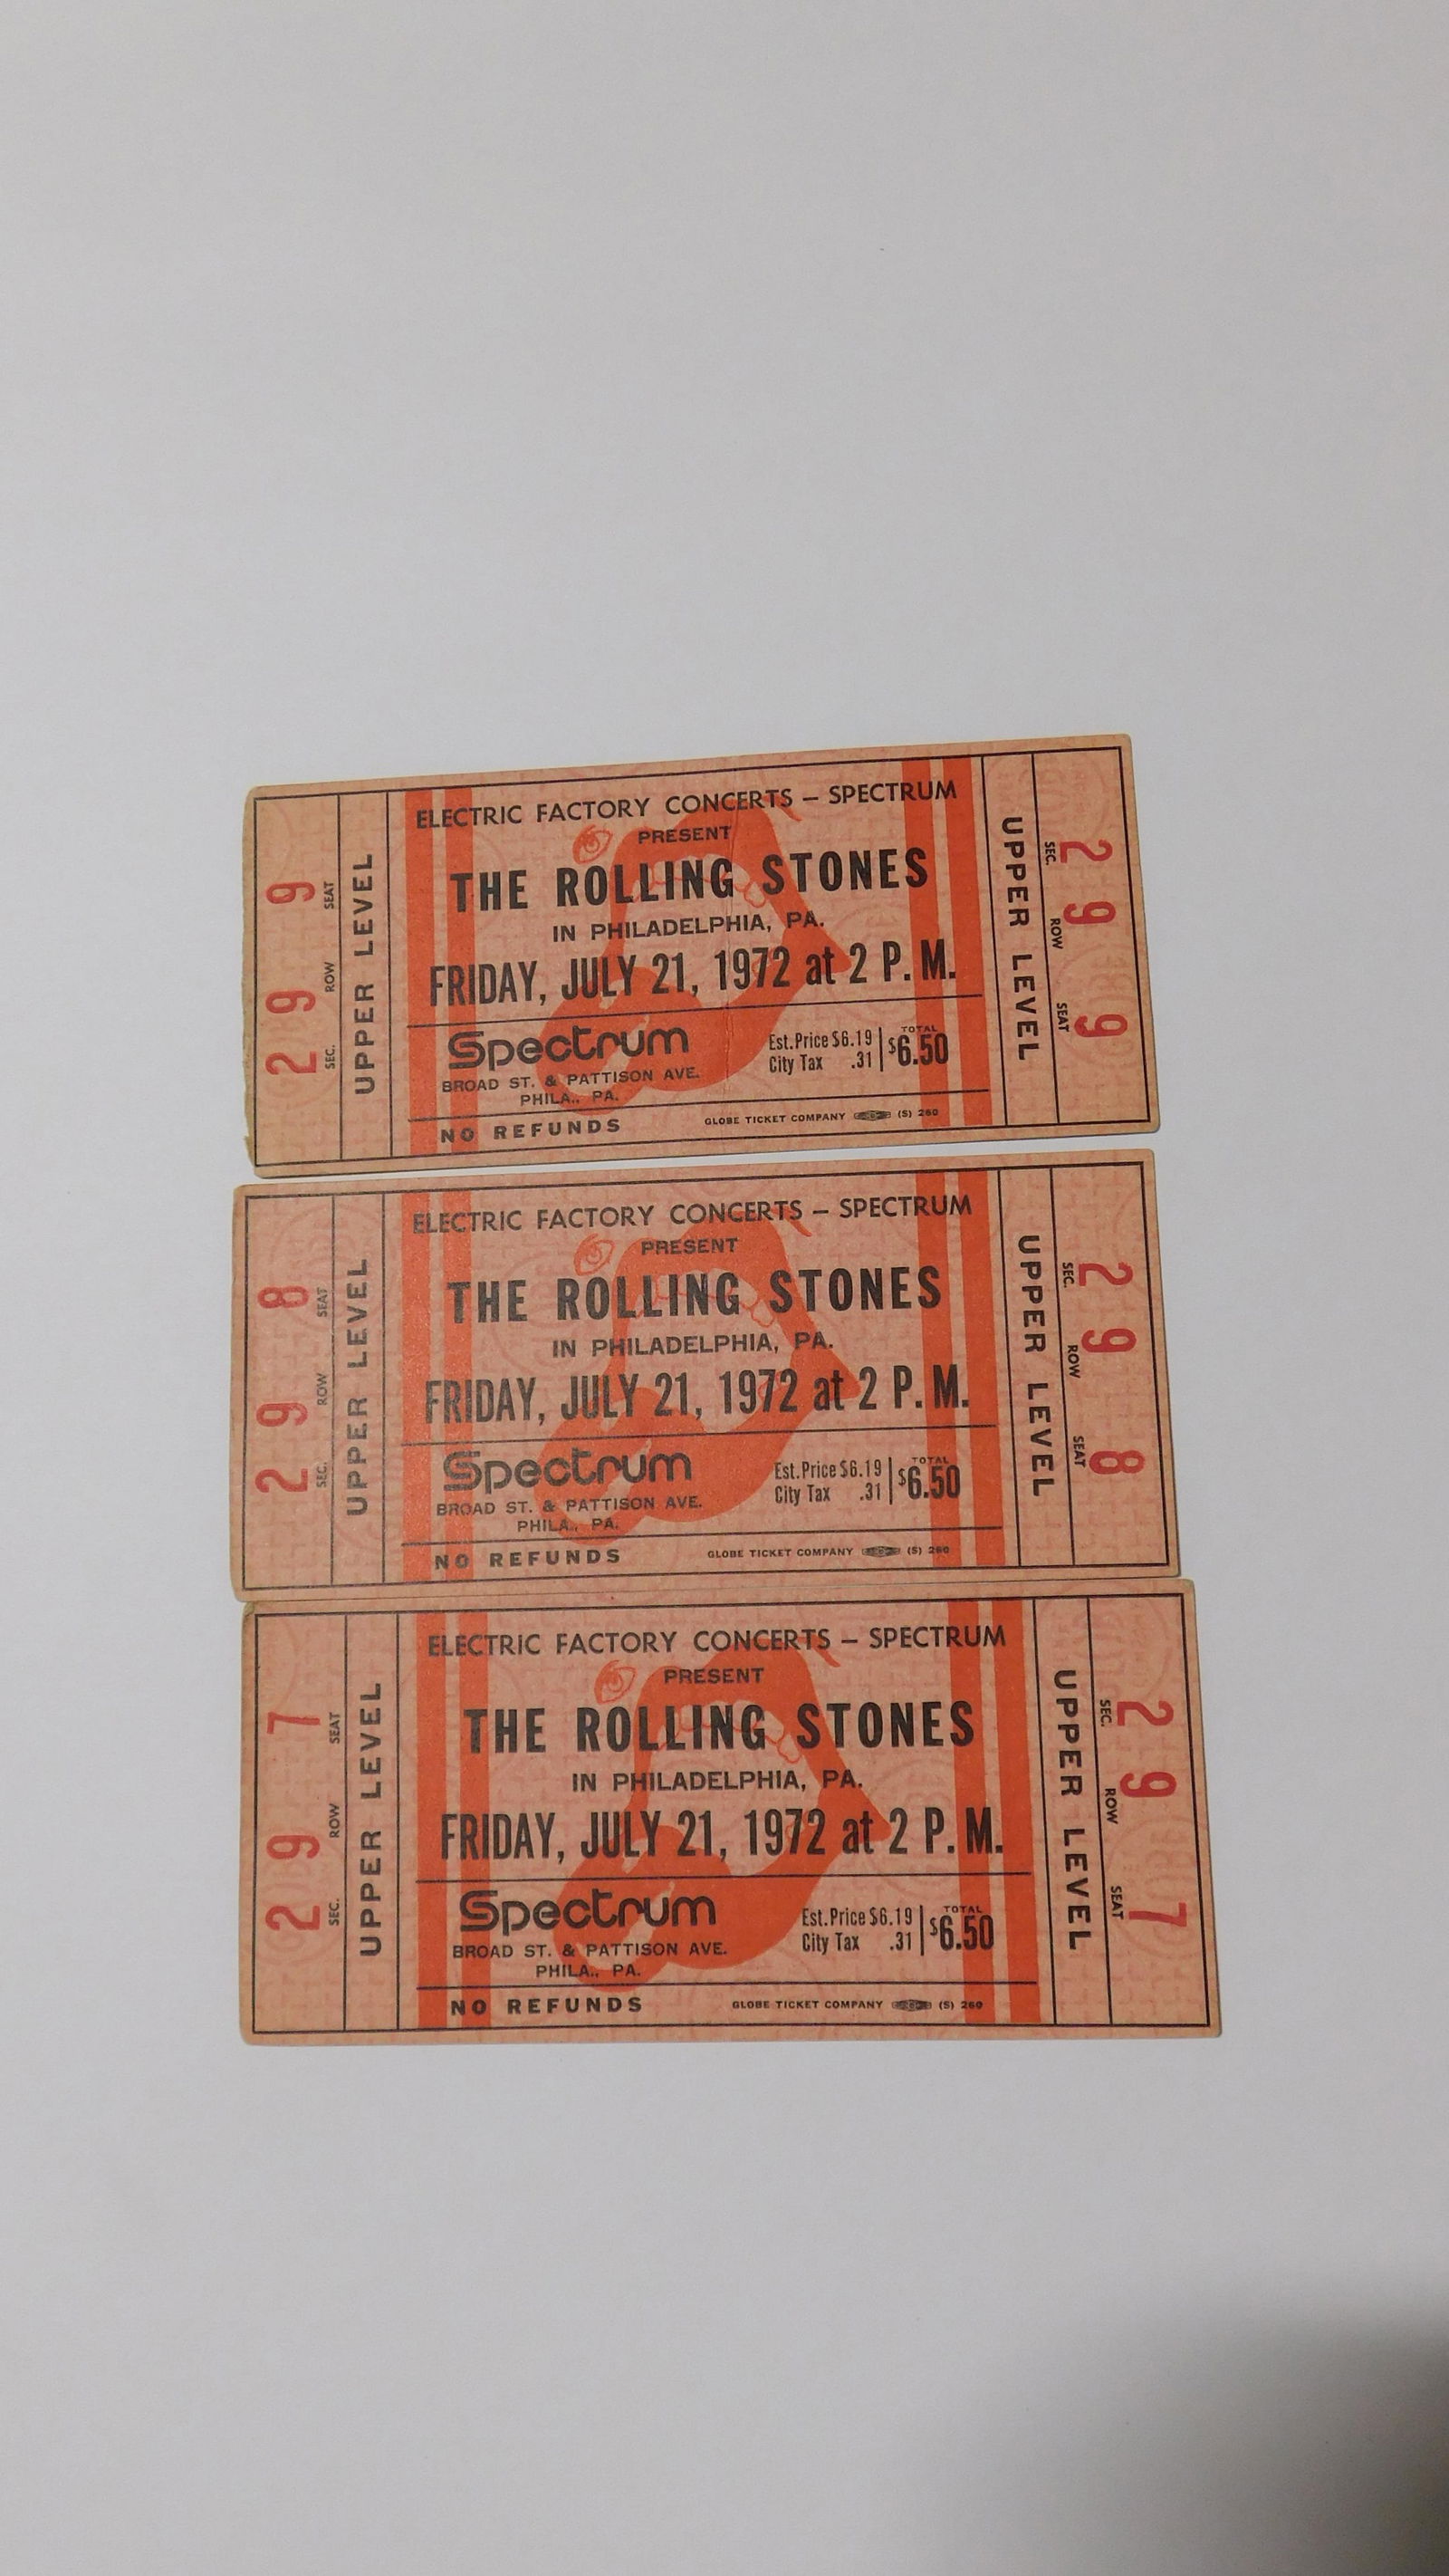 2 9 9
SEC. ROW SEAT
UPPER LEVEL
ELECTRIC FACTORY CONCERTS – SPECTRUM
PRESENT
THE ROLLING STONES
IN PHILADELPHIA, PA.
FRIDAY, JULY 21, 1972 at 2 P. M.
Spectrum
BROAD ST. & PATTISON AVE.
PHILA., PA.
Est. Price $6.19
City Tax .31
TOTAL
$6.50
NO REFUNDS
GLOBE TICKET COMPANY (S) 260
UPPER LEVEL
SEC. ROW SEAT
2 9 9
2 9 8
SEC. ROW SEAT
UPPER LEVEL
ELECTRIC FACTORY CONCERTS – SPECTRUM
PRESENT
THE ROLLING STONES
IN PHILADELPHIA, PA.
FRIDAY, JULY 21, 1972 at 2 P. M.
Spectrum
BROAD ST. & PATTISON AVE.
PHILA., PA.
Est. Price $6.19
City Tax .31
TOTAL
$6.50
NO REFUNDS
GLOBE TICKET COMPANY (S) 260
UPPER LEVEL
SEC. ROW SEAT
2 9 8
2 9 7
SEC. ROW SEAT
UPPER LEVEL
ELECTRIC FACTORY CONCERTS – SPECTRUM
PRESENT
THE ROLLING STONES
IN PHILADELPHIA, PA.
FRIDAY, JULY 21, 1972 at 2 P. M.
Spectrum
BROAD ST. & PATTISON AVE.
PHILA., PA.
Est. Price $6.19
City Tax .31
TOTAL
$6.50
NO REFUNDS
GLOBE TICKET COMPANY (S) 260
UPPER LEVEL
SEC. ROW SEAT
2 9 7